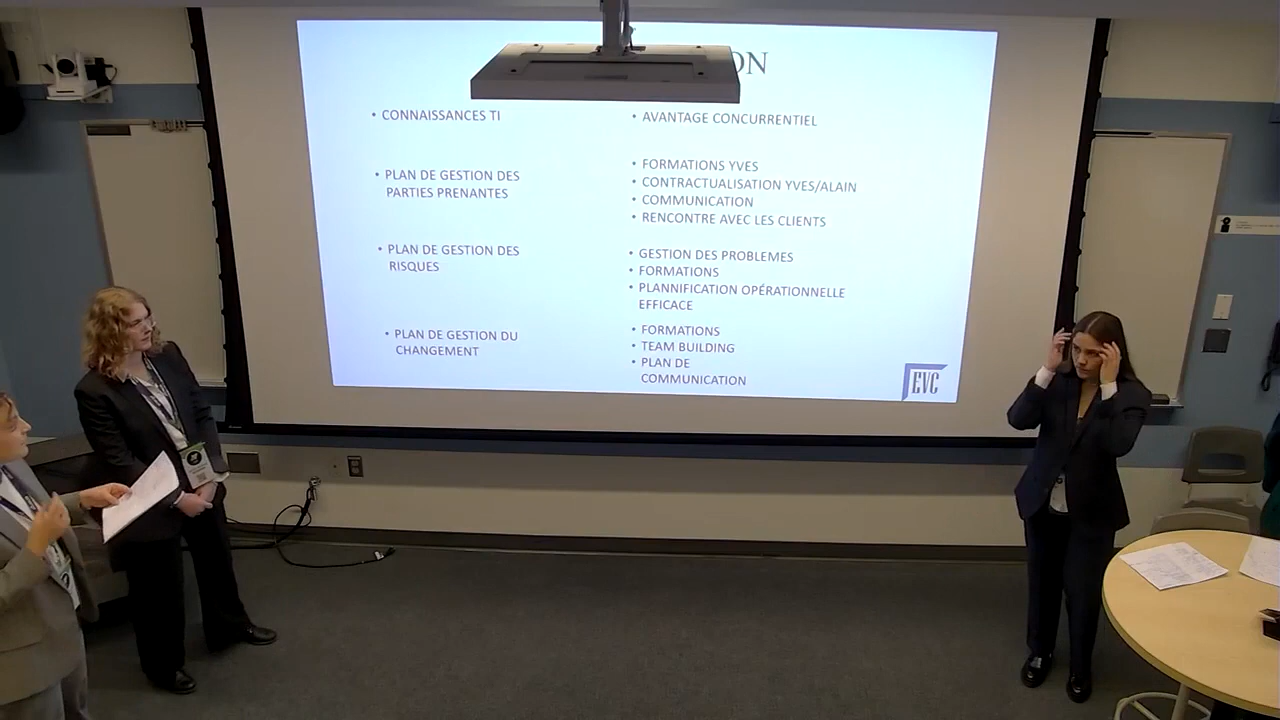 ON
• CONNAISSANCES TI
• PLAN DE GESTION DES
PARTIES PRENANTES
• PLAN DE GESTION DES
RISQUES
• PLAN DE GESTION DU
CHANGEMENT
• AVANTAGE CONCURRENTIEL
• FORMATIONS YVES
• CONTRACTUALISATION YVES/ALAIN
• COMMUNICATION
• RENCONTRE AVEC LES CLIENTS
• GESTION DES PROBLEMES
• FORMATIONS
• PLANNIFICATION OPÉRATIONNELLE
EFFICACE
• FORMATIONS
• TEAM BUILDING
• PLAN DE
COMMUNICATION
EVC